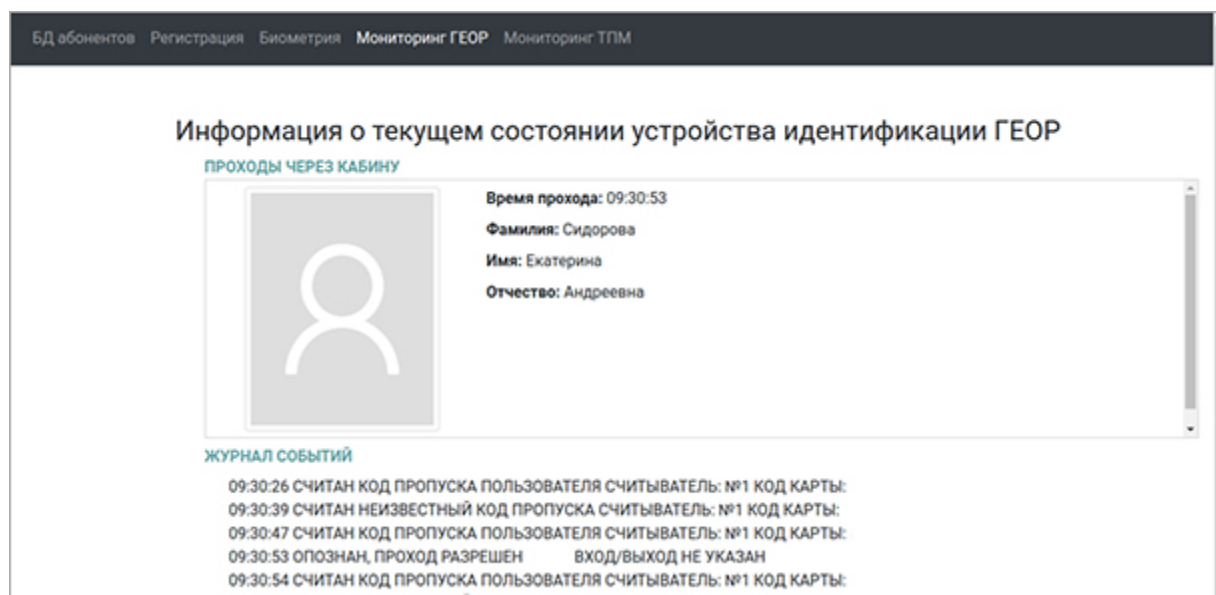 БД абонентов Регистрация Биометрия Мониторинг ГЕОР Мониторинг ТПМ
Информация о текущем состоянии устройства идентификации ГЕОР
ПРОХОДЫ ЧЕРЕЗ КАБИНУ
Время прохода: 09:30:53
Фамилия: Сидорова
Имя: Екатерина
Отчество: Андреевна
ЖУРНАЛ СОБЫТИЙ
09:30:26 СЧИТАН КОД ПРОПУСКА ПОЛЬЗОВАТЕЛЯ СЧИТЫВАТЕЛЬ: №1 КОД КАРТЫ:
09:30:39 СЧИТАН НЕИЗВЕСТНЫЙ КОД ПРОПУСКА СЧИТЫВАТЕЛЬ: №1 КОД КАРТЫ:
09:30:47 СЧИТАН КОД ПРОПУСКА ПОЛЬЗОВАТЕЛЯ СЧИТЫВАТЕЛЬ: №1 КОД КАРТЫ:
09:30:53 ОПОЗНАН, ПРОХОД РАЗРЕШЕН ВХОД/ВЫХОД НЕ УКАЗАН
09:30:54 СЧИТАН КОД ПРОПУСКА ПОЛЬЗОВАТЕЛЯ СЧИТЫВАТЕЛЬ: №1 КОД КАРТЫ: